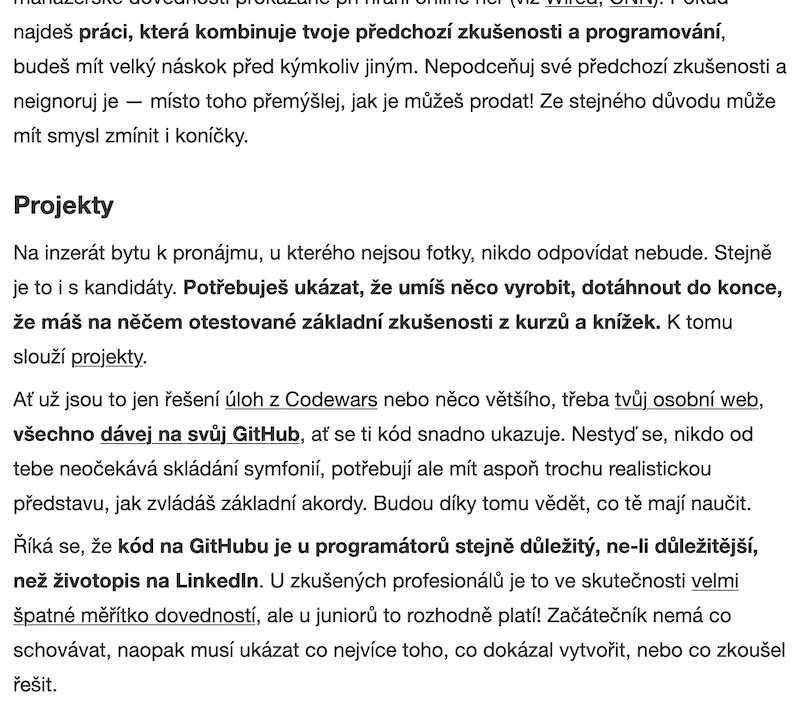 manažerské dovednosti prokázané při hraní online her (viz Wired, CNN). Pokud
najdeš práci, která kombinuje tvoje předchozí zkušenosti a programování,
budeš mít velký náskok před kýmkoliv jiným. Nepodceňuj své předchozí zkušenosti a
neignoruj je — místo toho přemýšlej, jak je můžeš prodat! Ze stejného důvodu může
mít smysl zmínit i koníčky.
Projekty
Na inzerát bytu k pronájmu, u kterého nejsou fotky, nikdo odpovídat nebude. Stejně
je to i s kandidáty. Potřebuješ ukázat, že umíš něco vyrobit, dotáhnout do konce,
že máš na něčem otestované základní zkušenosti z kurzů a knížek. K tomu
slouží projekty.
Ať už jsou to jen řešení úloh z Codewars nebo něco většího, třeba tvůj osobní web,
všechno dávej na svůj GitHub, ať se ti kód snadno ukazuje. Nestyď se, nikdo od
tebe neočekává skládání symfonií, potřebují ale mít aspoň trochu realistickou
představu, jak zvládáš základní akordy. Budou díky tomu vědět, co tě mají naučit.
Říká se, že kód na GitHubu je u programátorů stejně důležitý, ne-li důležitější,
než životopis na LinkedIn. U zkušených profesionálů je to ve skutečnosti velmi
špatné měřítko dovedností, ale u juniorů to rozhodně platí! Začátečník nemá co
schovávat, naopak musí ukázat co nejvíce toho, co dokázal vytvořit, nebo co zkoušel
řešit.